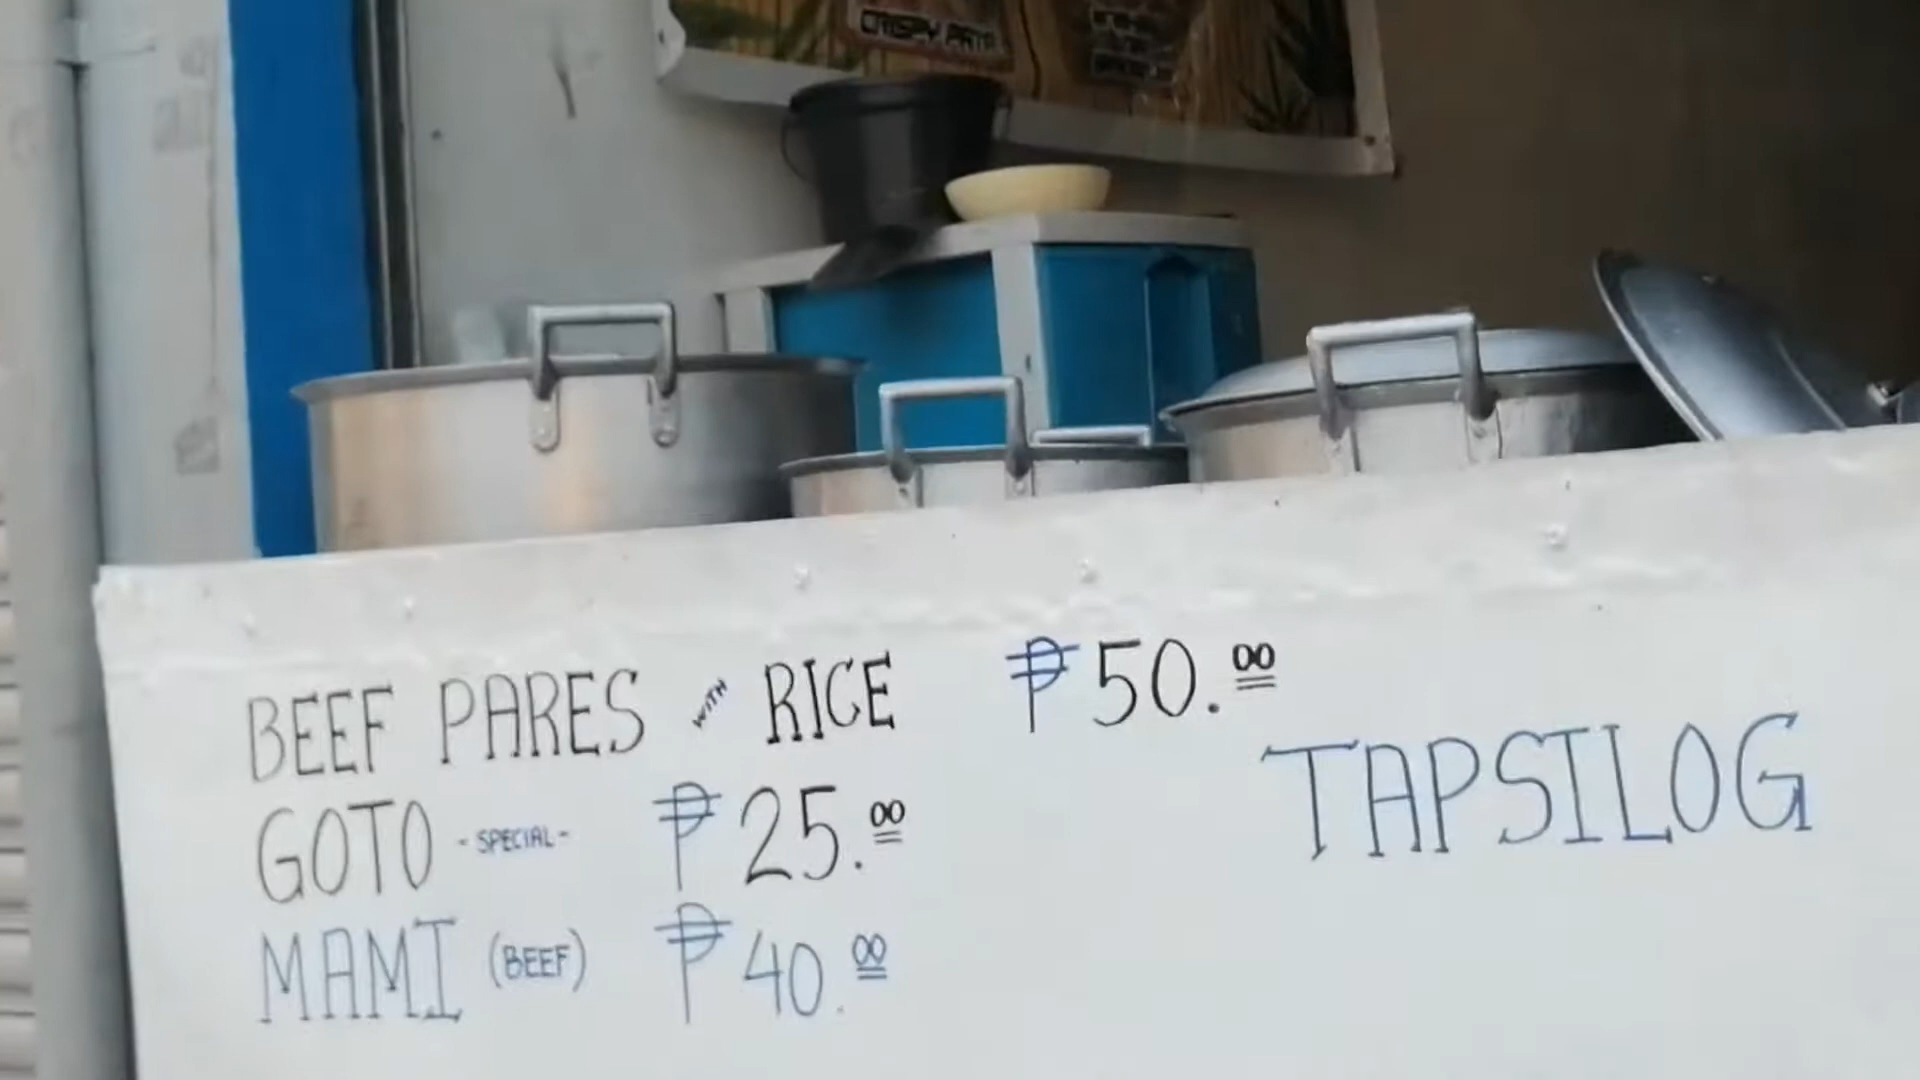 CRISPY PATA
BEEF PARES WITH RICE ₱50.00
GOTO -SPECIAL- ₱25.00
MAMI (BEEF) ₱40.00
TAPSILOG